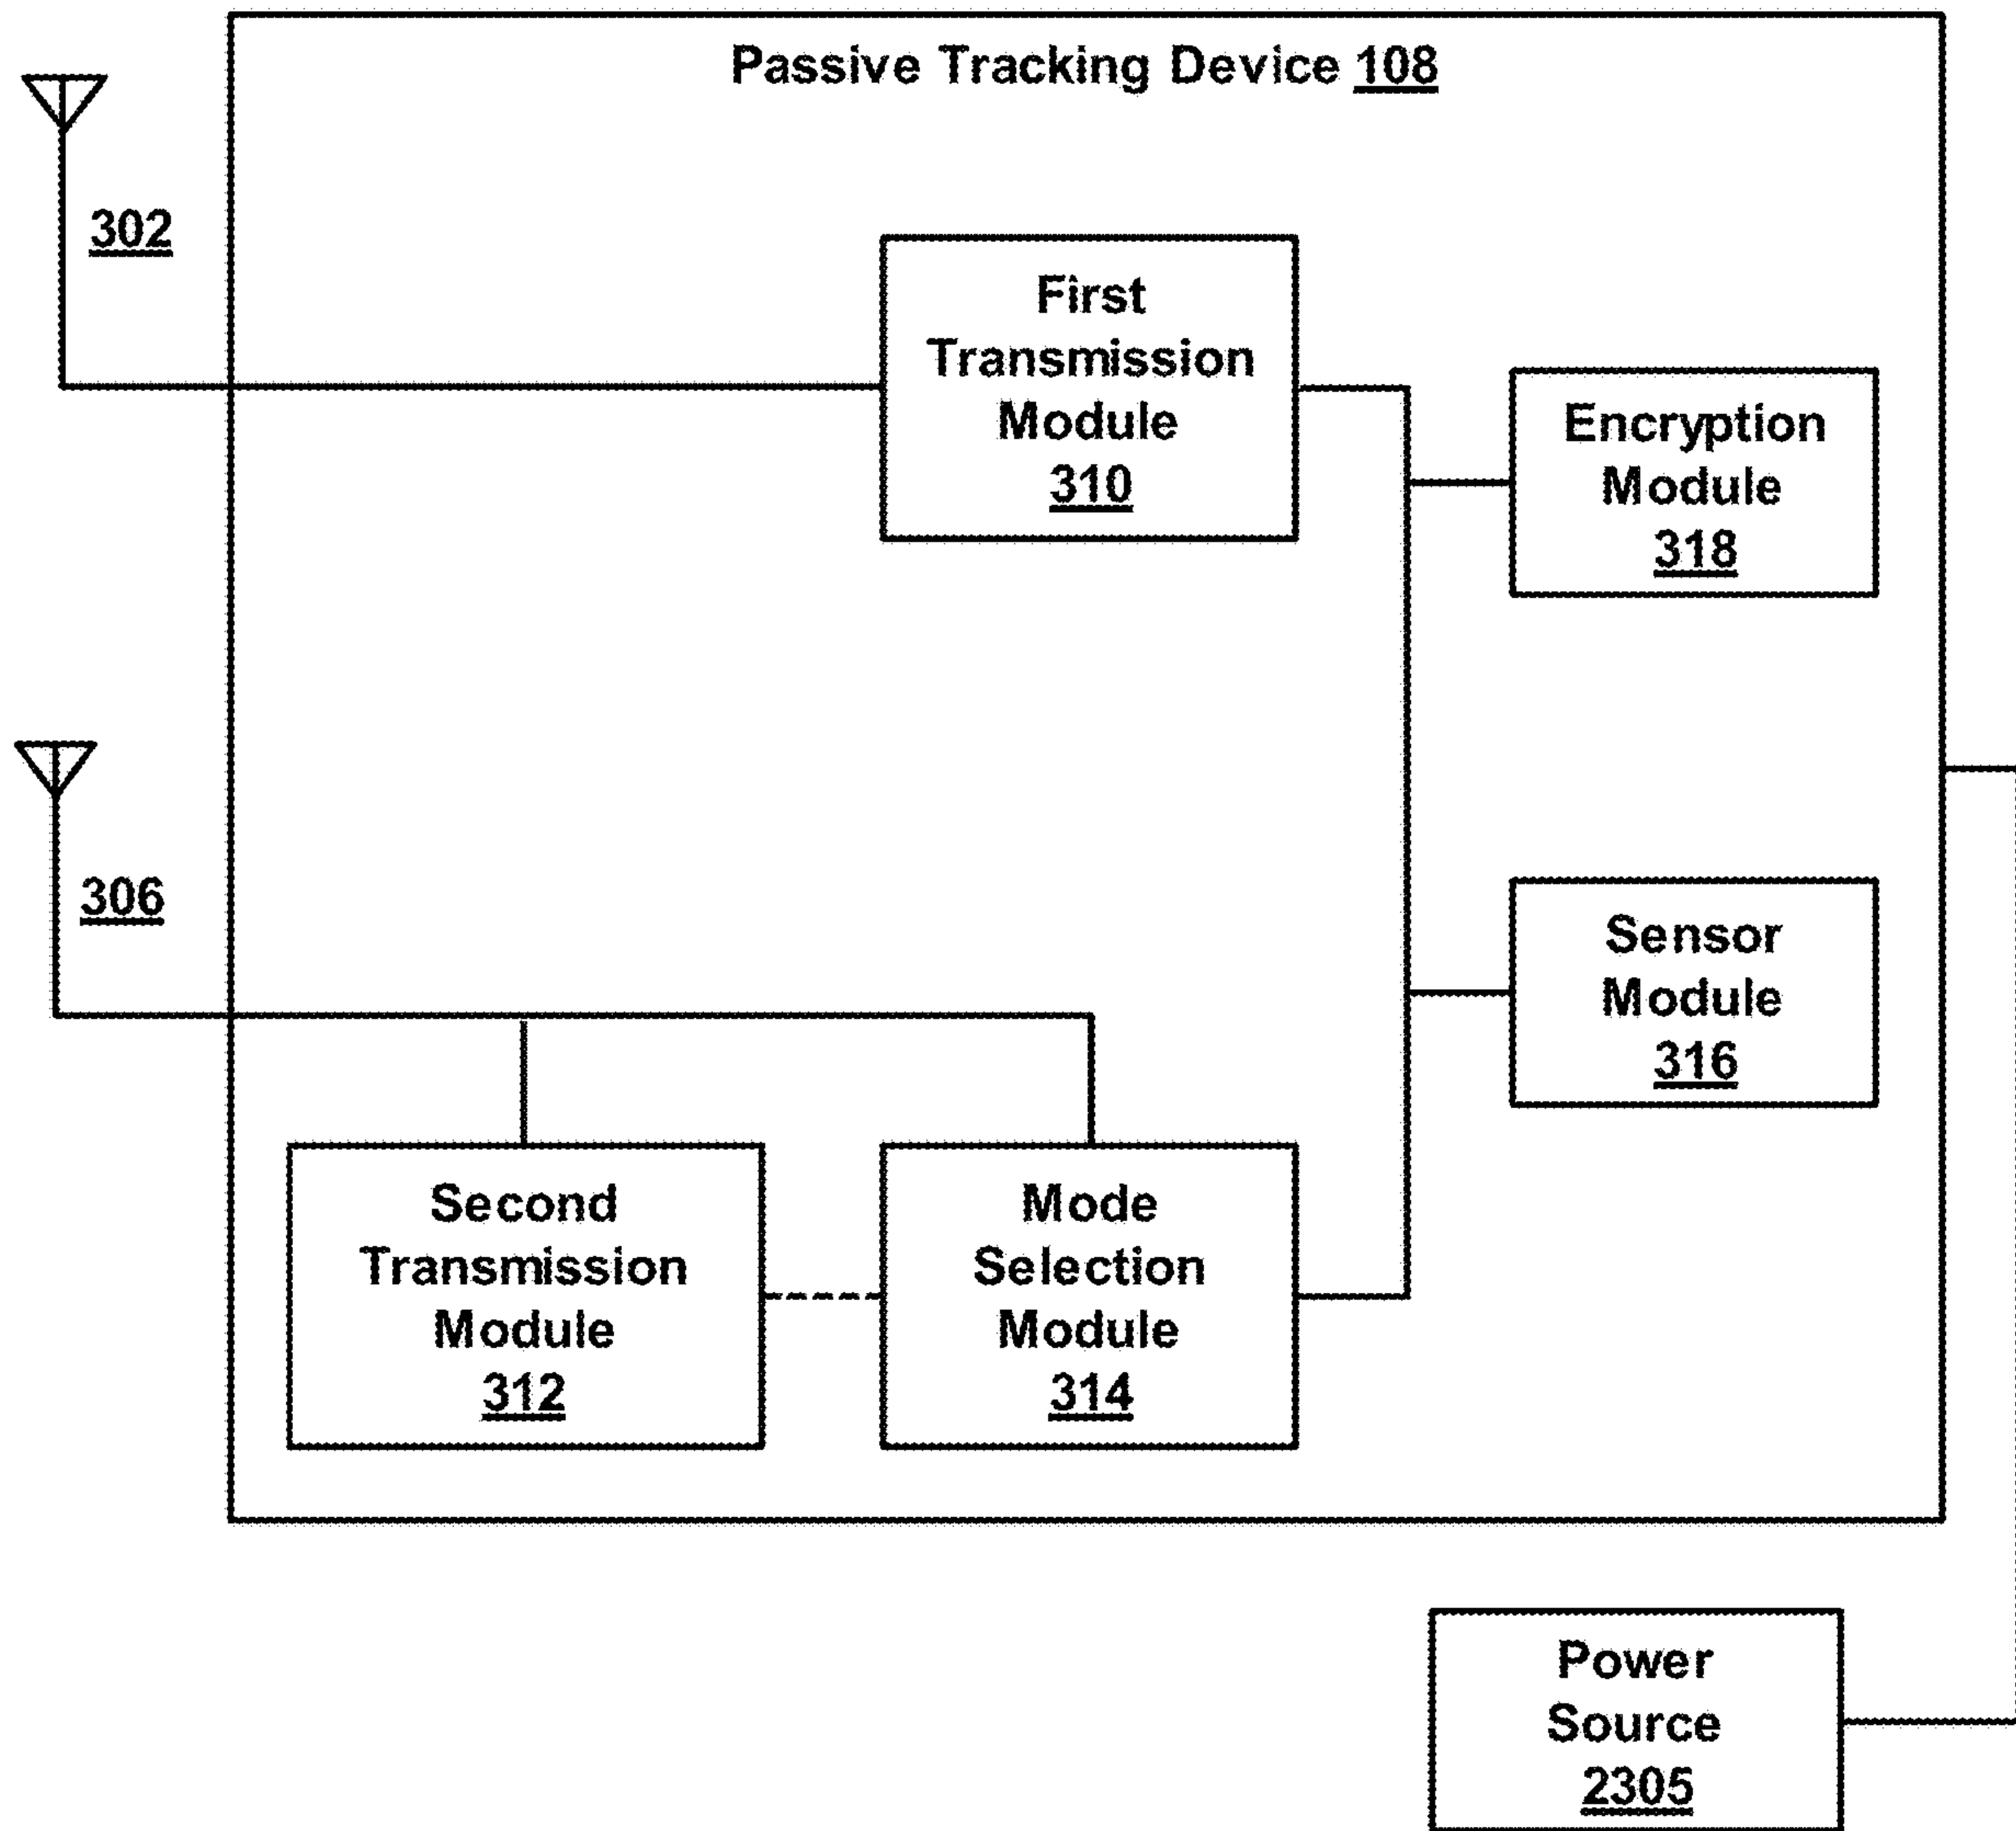 Passive Tracking Device 108
302
First
Transmission
Module
310
Encryption
Module
318
306
Sensor
Module
316
Second
Transmission
Module
312
Mode
Selection
Module
314
Power
Source
2305